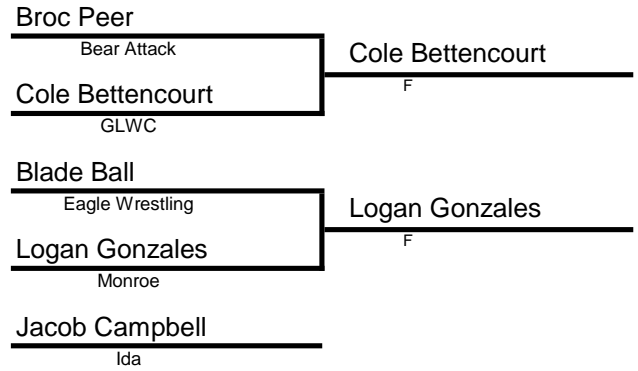 Broc Peer
Bear Attack
Cole Bettencourt
F
Cole Bettencourt
GLWC
Blade Ball
Eagle Wrestling
Logan Gonzales
F
Logan Gonzales
Monroe
Jacob Campbell
Ida